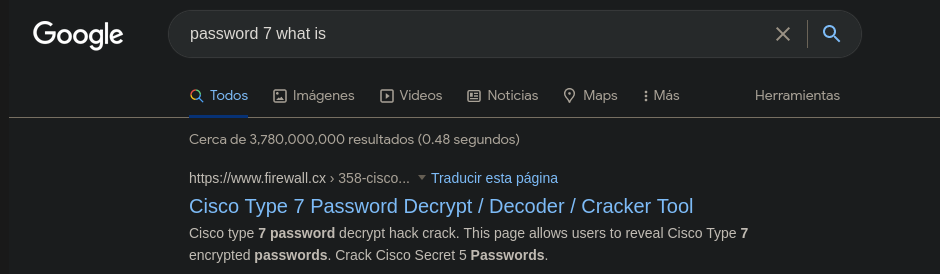 Google
password 7 what is
Todos Imágenes Videos Noticias Maps Más Herramientas
Cerca de 3,780,000,000 resultados (0.48 segundos)
https://www.firewall.cx › 358-cisco... Traducir esta página
Cisco Type 7 Password Decrypt / Decoder / Cracker Tool
Cisco type 7 password decrypt hack crack. This page allows users to reveal Cisco Type 7
encrypted passwords. Crack Cisco Secret 5 Passwords.